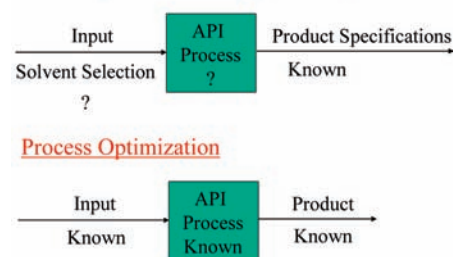 Input
Solvent Selection
?
API
Process
?
Product Specifications
Known
Process Optimization
Input
Known
API
Process
Known
Product
Known